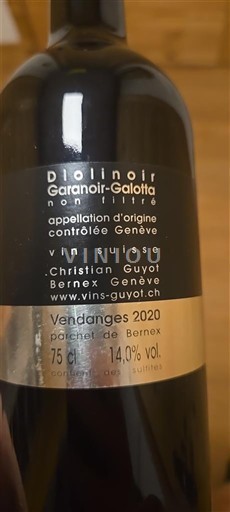 Diolinoir
Garanoir-Galotta
non filtré
appellation d'origine
contrôlée Genève
vin suisse
VINIOU
.Christian Guyot
Bernex Genève
www.vins-guyot.ch
Vendanges 2020
parchet de Bernex
75 cl 14,0% vol.
contient des sulfites